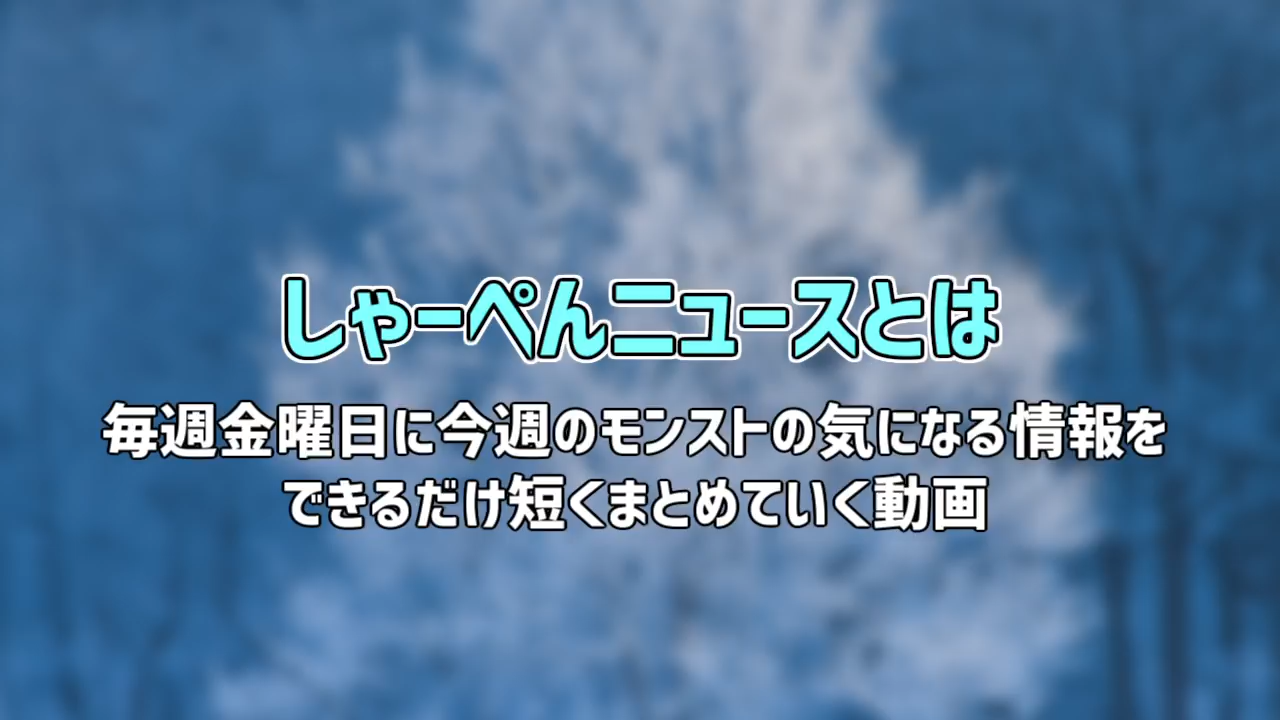 しゃーぺんニュースとは
毎週金曜日に今週のモンストの気になる情報を
できるだけ短くまとめていく動画